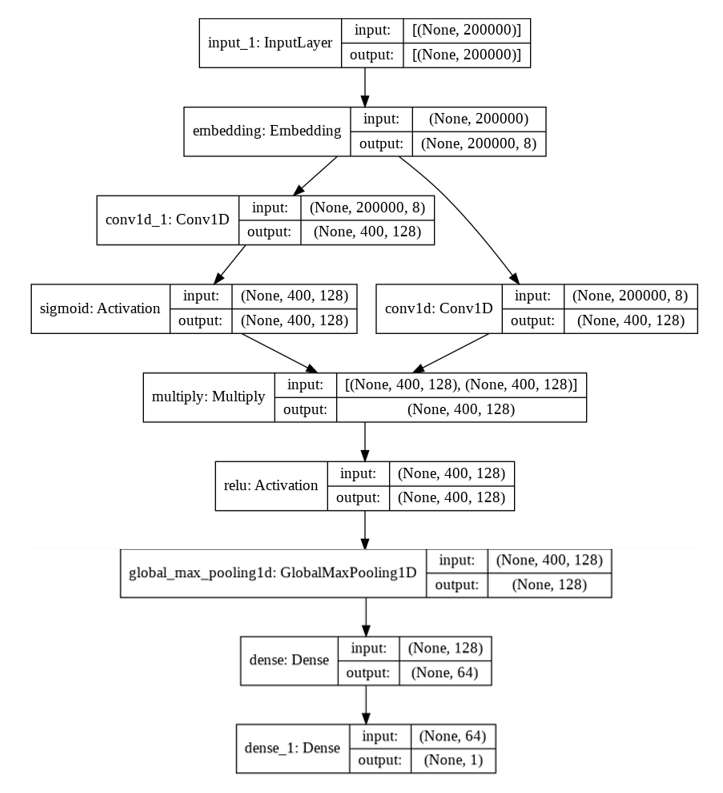 input_1: InputLayer
input: [(None, 200000)]
output: [(None, 200000)]
embedding: Embedding
input: (None, 200000)
output: (None, 200000, 8)
conv1d_1: Conv1D
input: (None, 200000, 8)
output: (None, 400, 128)
sigmoid: Activation
input: (None, 400, 128)
output: (None, 400, 128)
conv1d: Conv1D
input: (None, 200000, 8)
output: (None, 400, 128)
multiply: Multiply
input: [(None, 400, 128), (None, 400, 128)]
output: (None, 400, 128)
relu: Activation
input: (None, 400, 128)
output: (None, 400, 128)
global_max_pooling1d: GlobalMaxPooling1D
input: (None, 400, 128)
output: (None, 128)
dense: Dense
input: (None, 128)
output: (None, 64)
dense_1: Dense
input: (None, 64)
output: (None, 1)